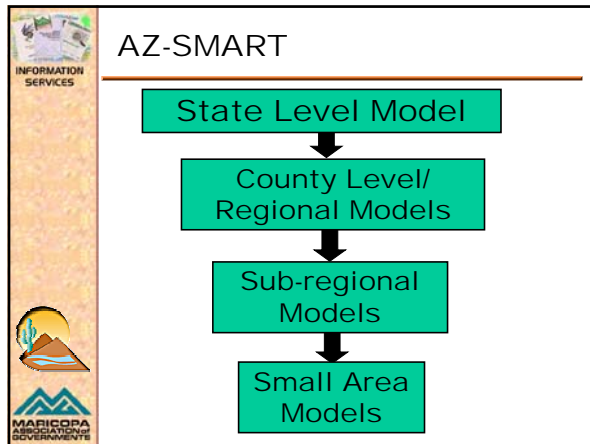 INFORMATION
SERVICES
AZ-SMART
State Level Model
County Level/
Regional Models
Sub-regional
Models
Small Area
Models
MARICOPA
ASSOCIATION of
GOVERNMENTS